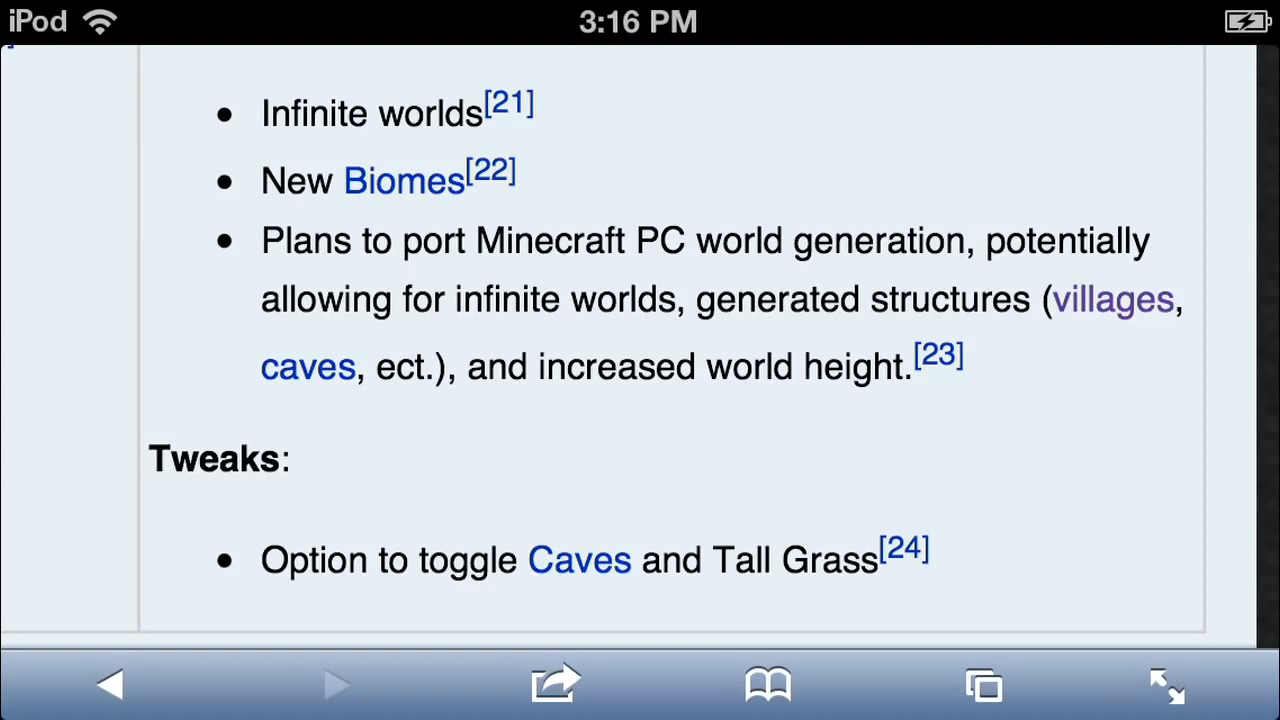 iPod 3:16 PM
Infinite worlds[21]
New Biomes[22]
Plans to port Minecraft PC world generation, potentially
allowing for infinite worlds, generated structures (villages,
caves, ect.), and increased world height.[23]
Tweaks:
Option to toggle Caves and Tall Grass[24]